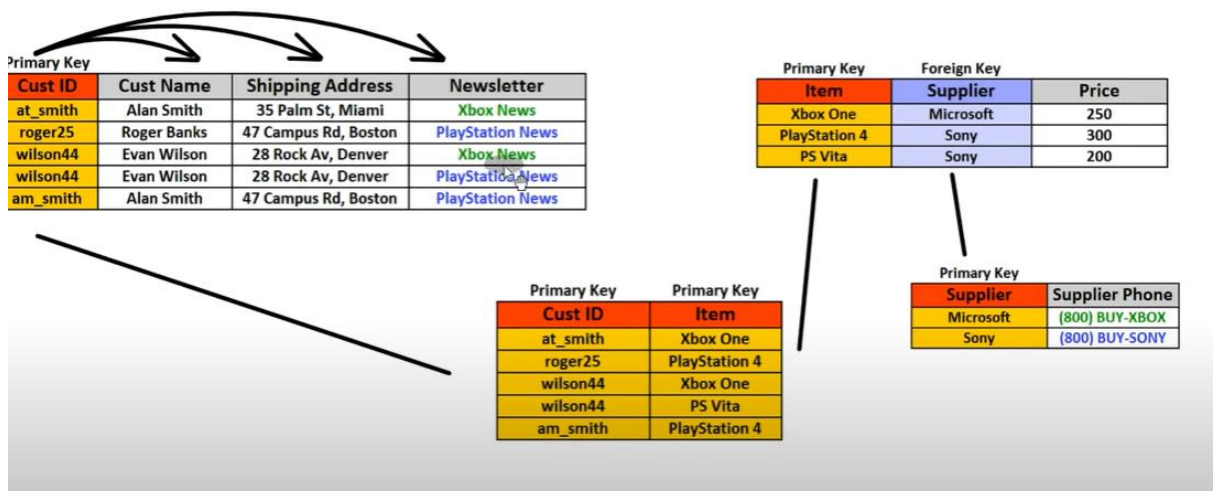 Primary Key
Cust ID Cust Name Shipping Address Newsletter
at_smith Alan Smith 35 Palm St, Miami Xbox News
roger25 Roger Banks 47 Campus Rd, Boston PlayStation News
wilson44 Evan Wilson 28 Rock Av, Denver Xbox News
wilson44 Evan Wilson 28 Rock Av, Denver PlayStation News
am_smith Alan Smith 47 Campus Rd, Boston PlayStation News
Primary Key Foreign Key
Item Supplier Price
Xbox One Microsoft 250
PlayStation 4 Sony 300
PS Vita Sony 200
Primary Key Primary Key
Cust ID Item
at_smith Xbox One
roger25 PlayStation 4
wilson44 Xbox One
wilson44 PS Vita
am_smith PlayStation 4
Primary Key
Supplier Supplier Phone
Microsoft (800) BUY-XBOX
Sony (800) BUY-SONY